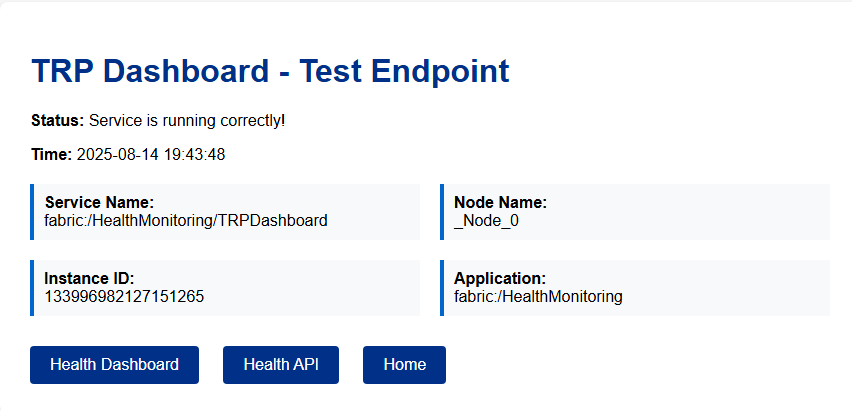 TRP Dashboard - Test Endpoint
Status: Service is running correctly!
Time: 2025-08-14 19:43:48
Service Name:
fabric:/HealthMonitoring/TRPDashboard
Node Name:
_Node_0
Instance ID:
133996982127151265
Application:
fabric:/HealthMonitoring
Health Dashboard
Health API
Home